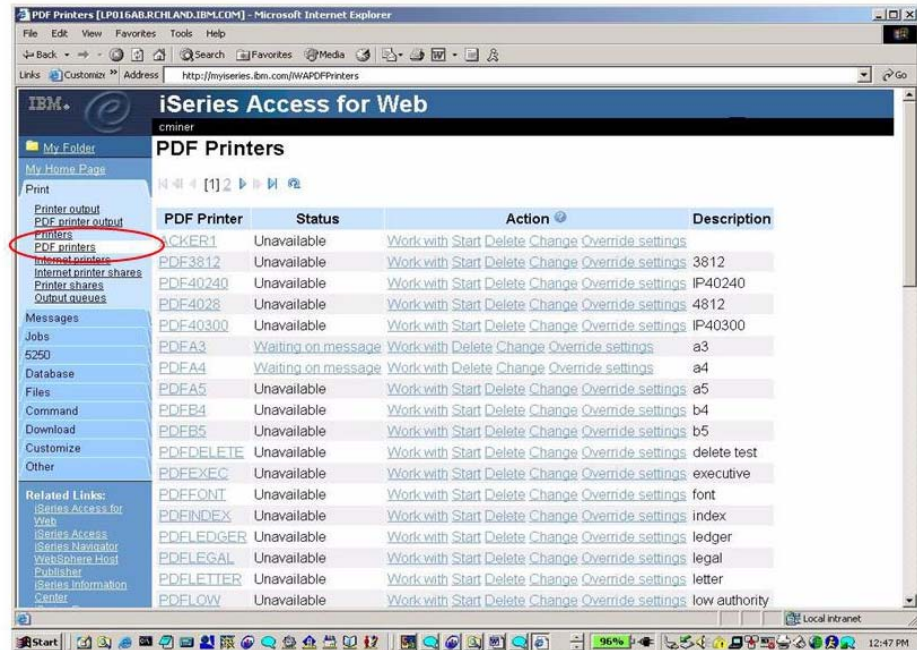 PDF Printers [LP016AB.RCHLAND.IBM.COM] - Microsoft Internet Explorer
File Edit View Favorites Tools Help
Back Search Favorites Media
Links Customize Address http://myiseries.ibm.com/iWAPDFPrinters Go
IBM. iSeries Access for Web
cminer
My Folder
My Home Page
Print
Printer output
PDF printer output
Printers
PDF printers
Internet printers
Internet printer shares
Printer shares
Output queues
Messages
Jobs
5250
Database
Files
Command
Download
Customize
Other
Related Links:
iSeries Access for
Web
iSeries Access
iSeries Navigator
WebSphere Host
Publisher
iSeries Information
Center
PDF Printers
[1] 2
PDF Printer Status Action Description
ACKER1 Unavailable Work with Start Delete Change Override settings
PDF3812 Unavailable Work with Start Delete Change Override settings 3812
PDF40240 Unavailable Work with Start Delete Change Override settings IP40240
PDF4028 Unavailable Work with Start Delete Change Override settings 4812
PDF40300 Unavailable Work with Start Delete Change Override settings IP40300
PDFA3 Waiting on message Work with Delete Change Override settings a3
PDFA4 Waiting on message Work with Delete Change Override settings a4
PDFA5 Unavailable Work with Start Delete Change Override settings a5
PDFB4 Unavailable Work with Start Delete Change Override settings b4
PDFB5 Unavailable Work with Start Delete Change Override settings b5
PDFDELETE Unavailable Work with Start Delete Change Override settings delete test
PDFEXEC Unavailable Work with Start Delete Change Override settings executive
PDFFONT Unavailable Work with Start Delete Change Override settings font
PDFINDEX Unavailable Work with Start Delete Change Override settings index
PDFLEDGER Unavailable Work with Start Delete Change Override settings ledger
PDFLEGAL Unavailable Work with Start Delete Change Override settings legal
PDFLETTER Unavailable Work with Start Delete Change Override settings letter
PDFLOW Unavailable Work with Start Delete Change Override settings low authority
Local intranet
Start 96% 12:47 PM